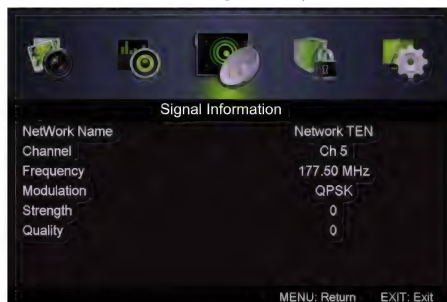 Signal Information
NetWork Name Network TEN
Channel Ch 5
Frequency 177.50 MHz
Modulation QPSK
Strength 0
Quality 0
MENU: Return EXIT: Exit